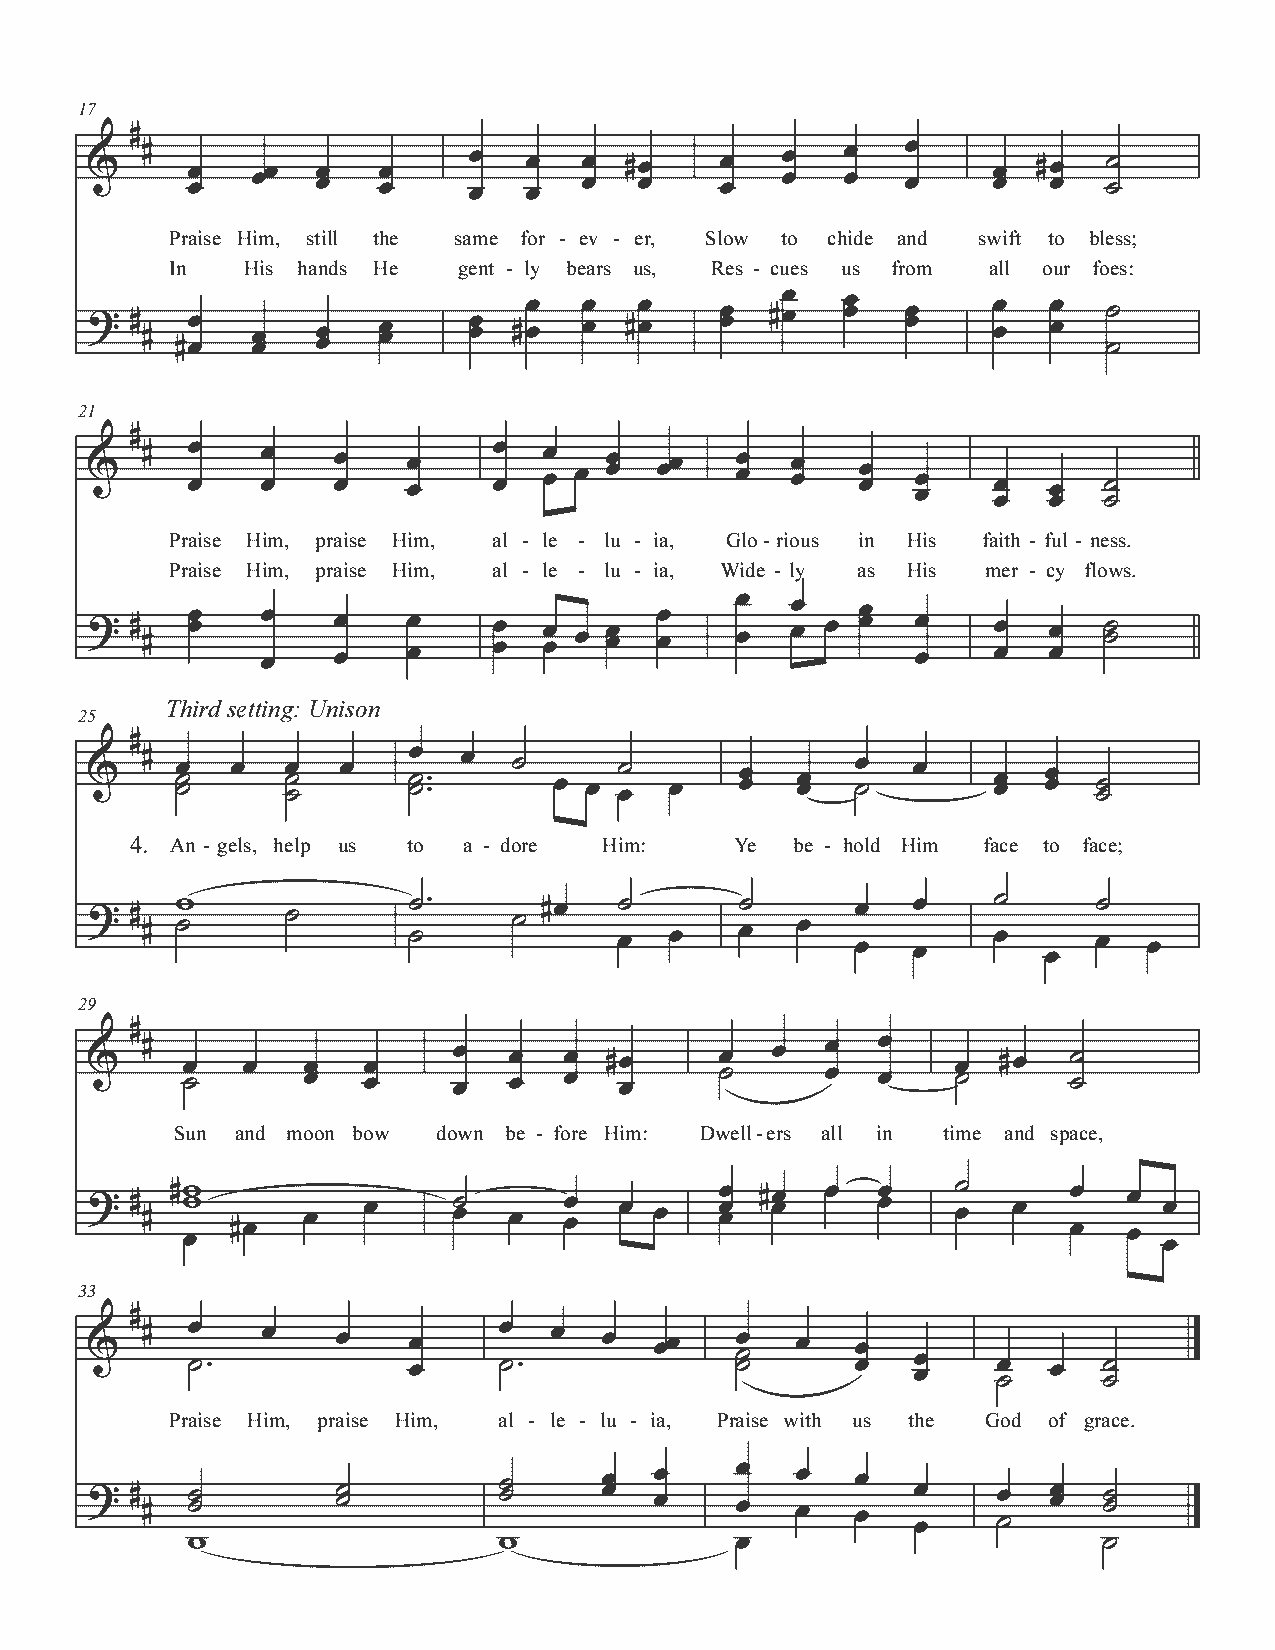 17
Praise Him, still the same for - ev - er, Slow to chide and swift to bless;
In His hands He gent - ly bears us, Res - cues us from all our foes:
21
Praise Him, praise Him, al - le - lu - ia, Glo - rious in His faith - ful - ness.
Praise Him, praise Him, al - le - lu - ia, Wide - ly as His mer - cy flows.
Third setting: Unison
25
4. An - gels, help us to a - dore Him: Ye be - hold Him face to face;
29
Sun and moon bow down be - fore Him: Dwell - ers all in time and space,
33
Praise Him, praise Him, al - le - lu - ia, Praise with us the God of grace.